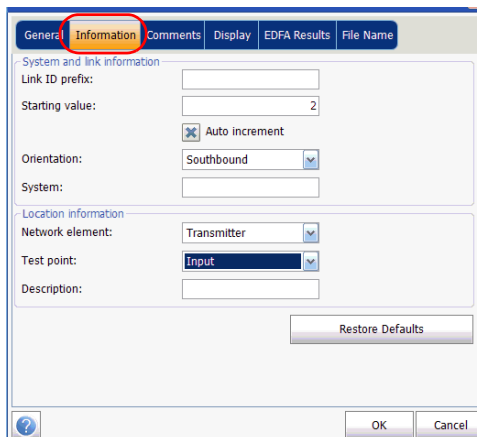 General Information Comments Display EDFA Results File Name
System and link information
Link ID prefix:
Starting value: 2
Auto increment
Orientation: Southbound
System:
Location information
Network element: Transmitter
Test point: Input
Description:
Restore Defaults
? OK Cancel